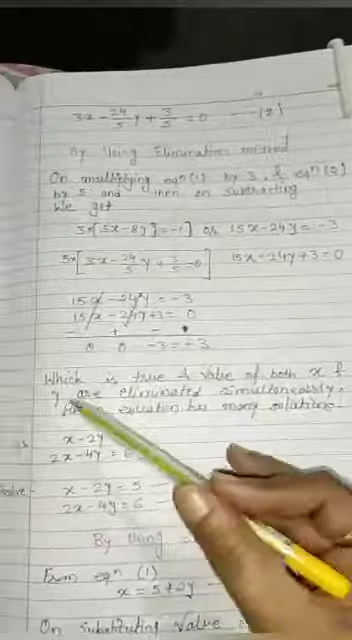 3x - 24/5 y + 3/5 = 0 --- (2)
By Using Elimination method
On multiplying eqn (1) by 3 & eqn (2)
by 5 and then on subtracting
We get
3x[5x-8y = -1] or 15x-24y = -3
5x[3x - 24/5 y + 3/5 = 0] 15x-24y+3=0
15x - 24y = -3
15x - 24y + 3 = 0
- + - 
0 0 -3 = -3
Which is true & value of both x &
y are eliminated simultaneously.
equation has many solutions
x - 2y
2x - 4y = 6
Solve:- x - 2y = 5
2x - 4y = 6
By Using
From eqn (1)
x = 5+2y
On substituting value